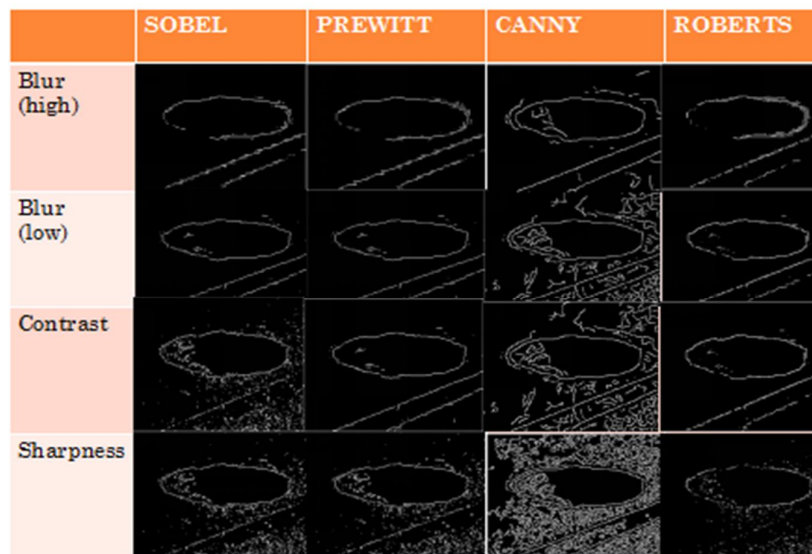 SOBEL PREWITT CANNY ROBERTS
Blur
(high)
Blur
(low)
Contrast
Sharpness